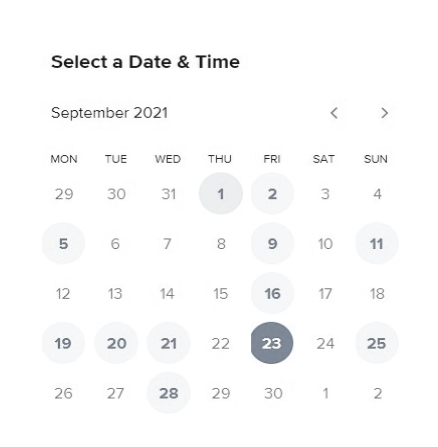 Select a Date & Time
September 2021
MON TUE WED THU FRI SAT SUN
29 30 31 1 2 3 4
5 6 7 8 9 10 11
12 13 14 15 16 17 18
19 20 21 22 23 24 25
26 27 28 29 30 1 2